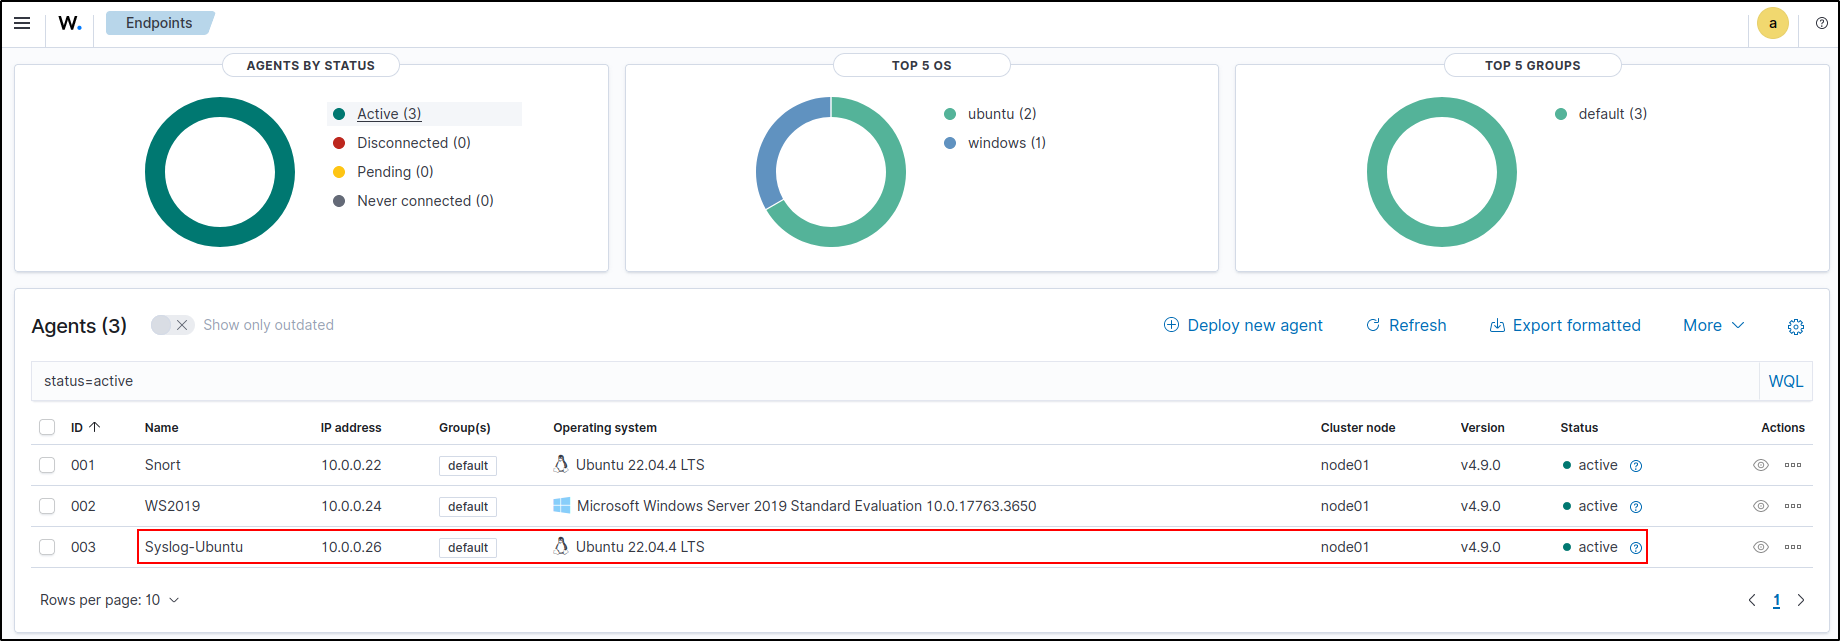 W. Endpoints a
AGENTS BY STATUS
Active (3)
Disconnected (0)
Pending (0)
Never connected (0)
TOP 5 OS
ubuntu (2)
windows (1)
TOP 5 GROUPS
default (3)
Agents (3) Show only outdated Deploy new agent Refresh Export formatted More
status=active WQL
ID Name IP address Group(s) Operating system Cluster node Version Status Actions
001 Snort 10.0.0.22 default Ubuntu 22.04.4 LTS node01 v4.9.0 active
002 WS2019 10.0.0.24 default Microsoft Windows Server 2019 Standard Evaluation 10.0.17763.3650 node01 v4.9.0 active
003 Syslog-Ubuntu 10.0.0.26 default Ubuntu 22.04.4 LTS node01 v4.9.0 active
Rows per page: 10 1